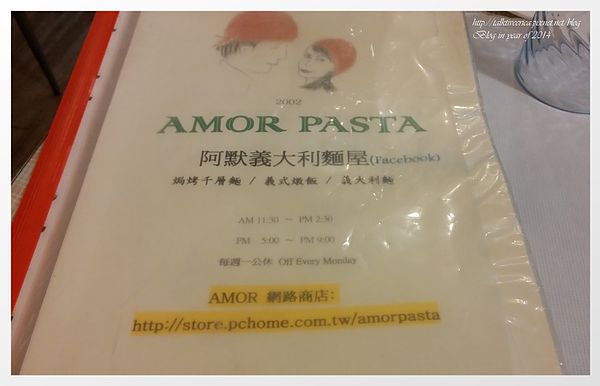 http://talktweerica.pixnet.net/blog
Blog in year of 2014
2002
AMOR PASTA
阿默義大利麵屋(Facebook)
焗烤千層麵 / 義式燉飯 / 義大利麵
AM 11:30 ～ PM 2:30
PM 5:00 ～ PM 9:00
每週一公休 Off Every Monday
AMOR 網路商店:
http://store.pchome.com.tw/amorpasta